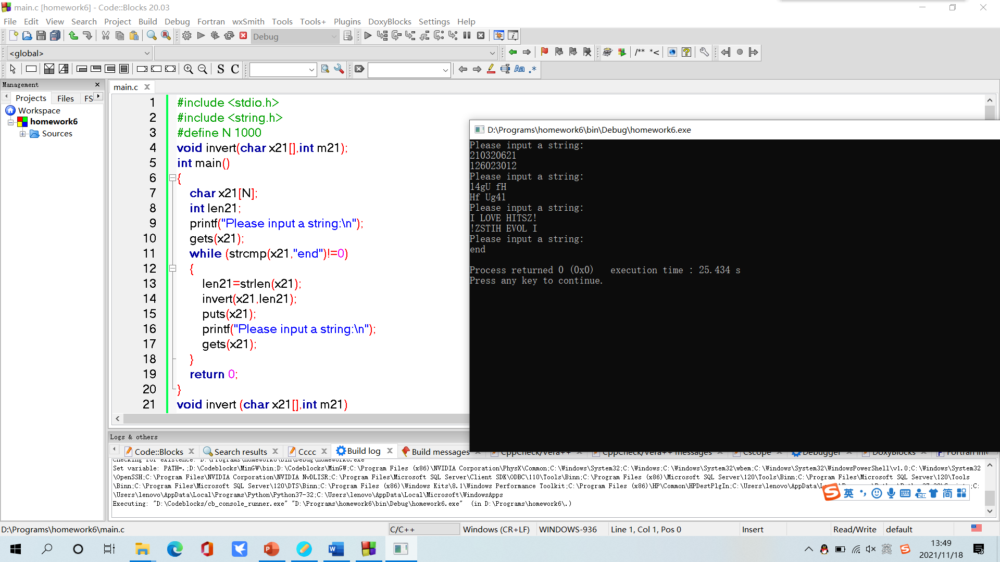 main.c [homework6] - Code::Blocks 20.03
File Edit View Search Project Build Debug Fortran wxSmith Tools Tools+ Plugins DoxyBlocks Settings Help
Debug
<global>
/** *<
S C
Aa .*
Management
Projects Files FS
Workspace
homework6
Sources
main.c
1 #include <stdio.h>
2 #include <string.h>
3 #define N 1000
4 void invert(char x21[],int m21);
5 int main()
6 {
7 char x21[N];
8 int len21;
9 printf("Please input a string:\n");
10 gets(x21);
11 while (strcmp(x21,"end")!=0)
12 {
13 len21=strlen(x21);
14 invert(x21,len21);
15 puts(x21);
16 printf("Please input a string:\n");
17 gets(x21);
18 }
19 return 0;
20 }
21 void invert (char x21[],int m21)
D:\Programs\homework6\bin\Debug\homework6.exe
Please input a string:
210320621
126023012
Please input a string:
l4gU fH
Hf Ug4l
Please input a string:
I LOVE HITSZ!
!ZSTIH EVOL I
Please input a string:
end
Process returned 0 (0x0)   execution time : 25.434 s
Press any key to continue.
Logs & others
Code::Blocks Search results Cccc Build log Build messages CppCheck/Vera++ CppCheck/Vera++ messages Cscope Debugger DoxyBlocks Fortran info
Checking for existence: D:\Programs\homework6\bin\Debug\homework6.exe
Set variable: PATH=.;D:\Codeblocks\MinGW\bin;D:\Codeblocks\MinGW;C:\Program Files (x86)\NVIDIA Corporation\PhysX\Common;C:\Windows\System32;C:\Windows;C:\Windows\System32\wbem;C:\Windows\System32\WindowsPowerShell\v1.0;C:\Windows\System32
\OpenSSH;C:\Program Files\NVIDIA Corporation\NVIDIA NvDLISR;C:\Program Files\Microsoft SQL Server\Client SDK\ODBC\110\Tools\Binn;C:\Program Files (x86)\Microsoft SQL Server\120\Tools\Binn;C:\Program Files\Microsoft SQL Server\120\Tools
\Binn;C:\Program Files\Microsoft SQL Server\120\DTS\Binn;C:\Program Files (x86)\Windows Kits\8.1\Windows Performance Toolkit;C:\Program Files (x86)\HP\Common\HPDestPlgIn;C:\Users\lenovo\AppData
\Users\lenovo\AppData\Local\Programs\Python\Python37-32;C:\Users\lenovo\AppData\Local\Microsoft\WindowsApps
Executing: "D:\Codeblocks/cb_console_runner.exe" "D:\Programs\homework6\bin\Debug\homework6.exe"  (in D:\Programs\homework6\.)
英 简
D:\Programs\homework6\main.c C/C++ Windows (CR+LF) WINDOWS-936 Line 1, Col 1, Pos 0 Insert Read/Write default
英 13:49
2021/11/18